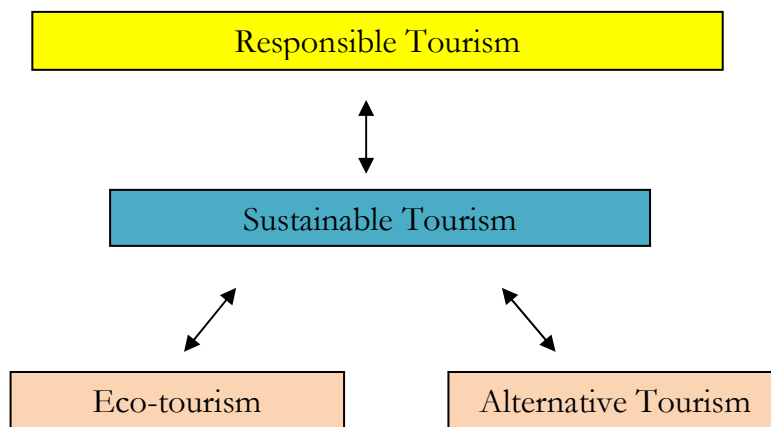 Responsible Tourism
Sustainable Tourism
Eco-tourism
Alternative Tourism